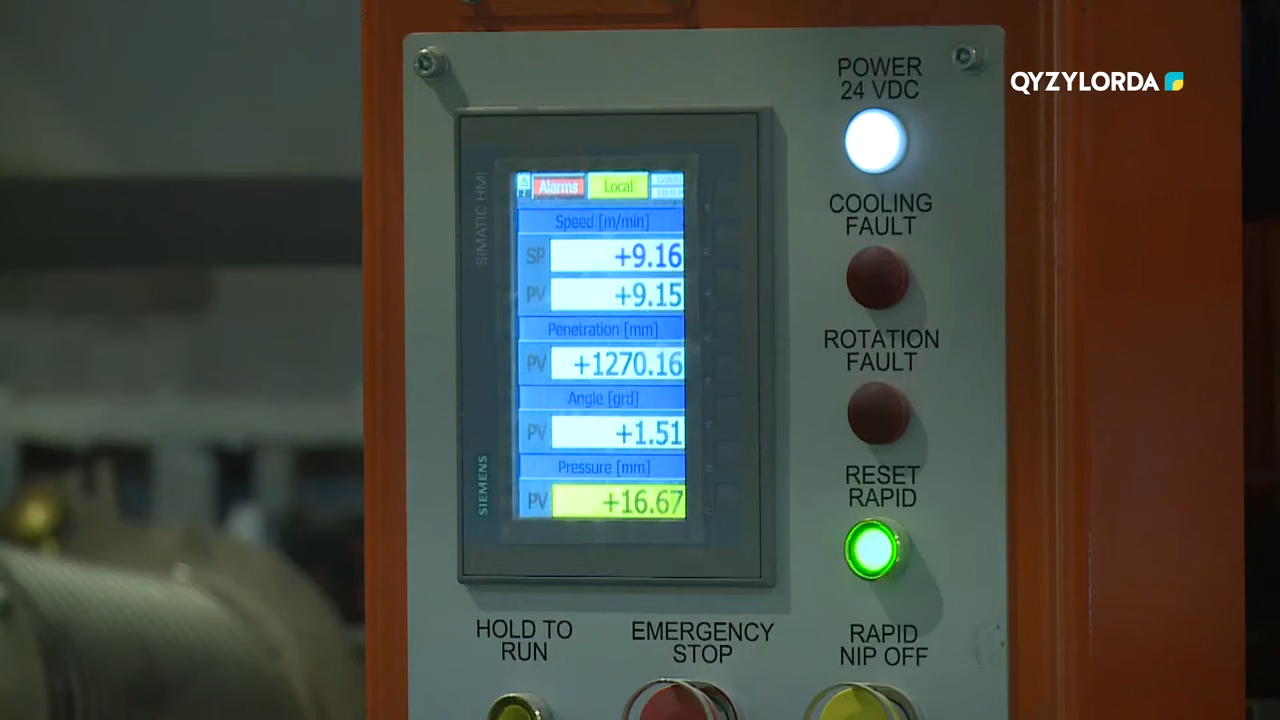 QYZYLORDA
POWER
24 VDC
COOLING
FAULT
ROTATION
FAULT
RESET
RAPID
SIMATIC HMI
SIEMENS
Alarms
Local
Speed [m/min]
SP +9.16
PV +9.15
Penetration [mm]
PV +1270.16
Angle [grd]
PV +1.51
Pressure [mm]
PV +16.67
HOLD TO
RUN
EMERGENCY
STOP
RAPID
NIP OFF